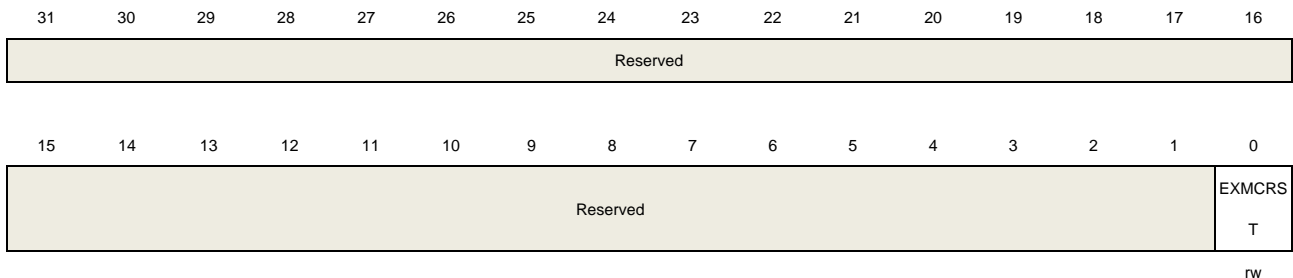 31 30 29 28 27 26 25 24 23 22 21 20 19 18 17 16
Reserved
15 14 13 12 11 10 9 8 7 6 5 4 3 2 1 0
Reserved
EXMCRS
T
rw